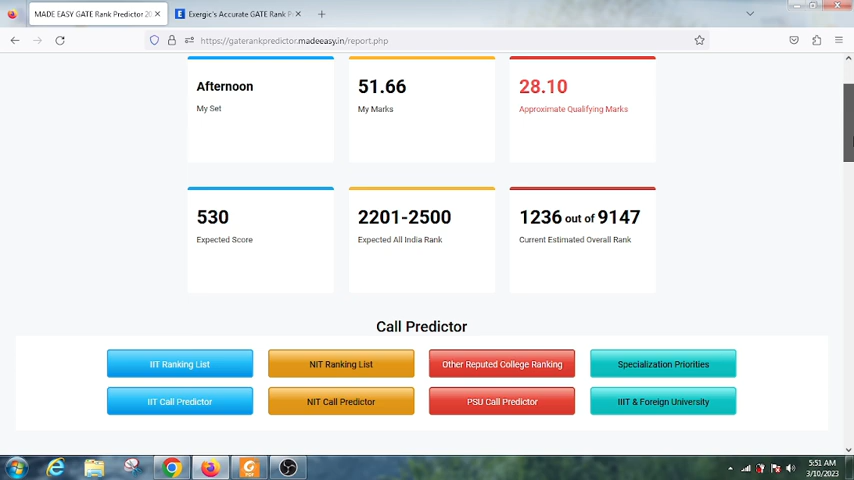 MADE EASY GATE Rank Predictor 20
Exergic's Accurate GATE Rank P
https://gaterankpredictor.madeeasy.in/report.php
Afternoon
My Set
51.66
My Marks
28.10
Approximate Qualifying Marks
530
Expected Score
2201-2500
Expected All India Rank
1236 out of 9147
Current Estimated Overall Rank
Call Predictor
IIT Ranking List
NIT Ranking List
Other Reputed College Ranking
Specialization Priorities
IIT Call Predictor
NIT Call Predictor
PSU Call Predictor
IIIT & Foreign University
5:51 AM
3/10/2023